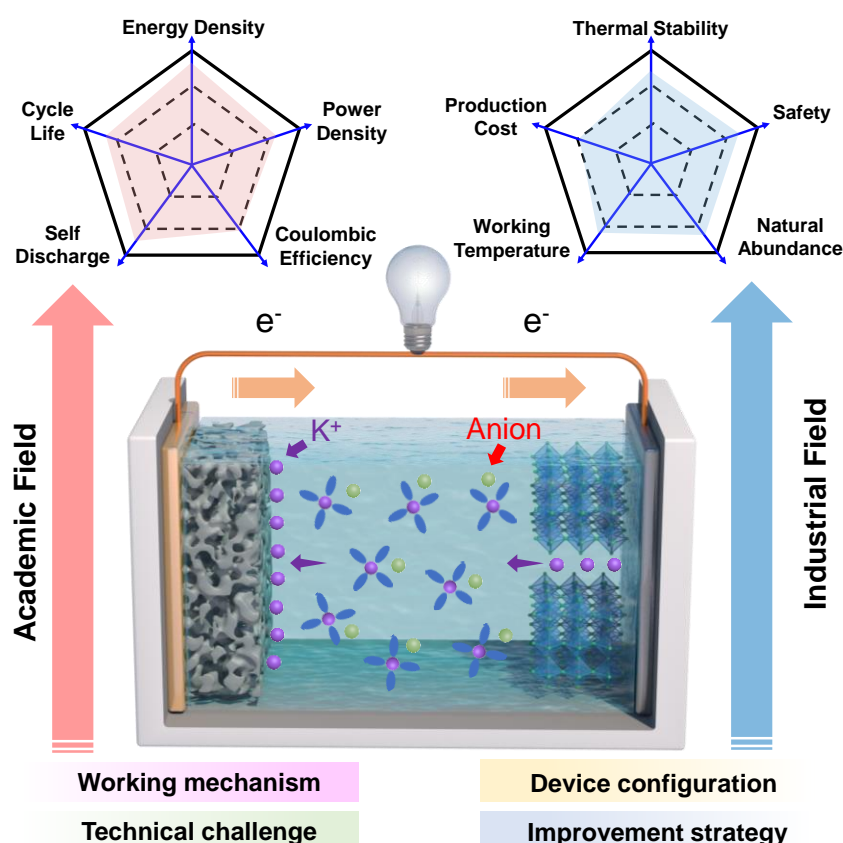 Energy Density
Cycle
Life
Power
Density
Self
Discharge
Coulombic
Efficiency
Thermal Stability
Production
Cost
Safety
Working
Temperature
Natural
Abundance
e⁻
e⁻
K⁺
Anion
Academic Field
Industrial Field
Working mechanism
Device configuration
Technical challenge
Improvement strategy